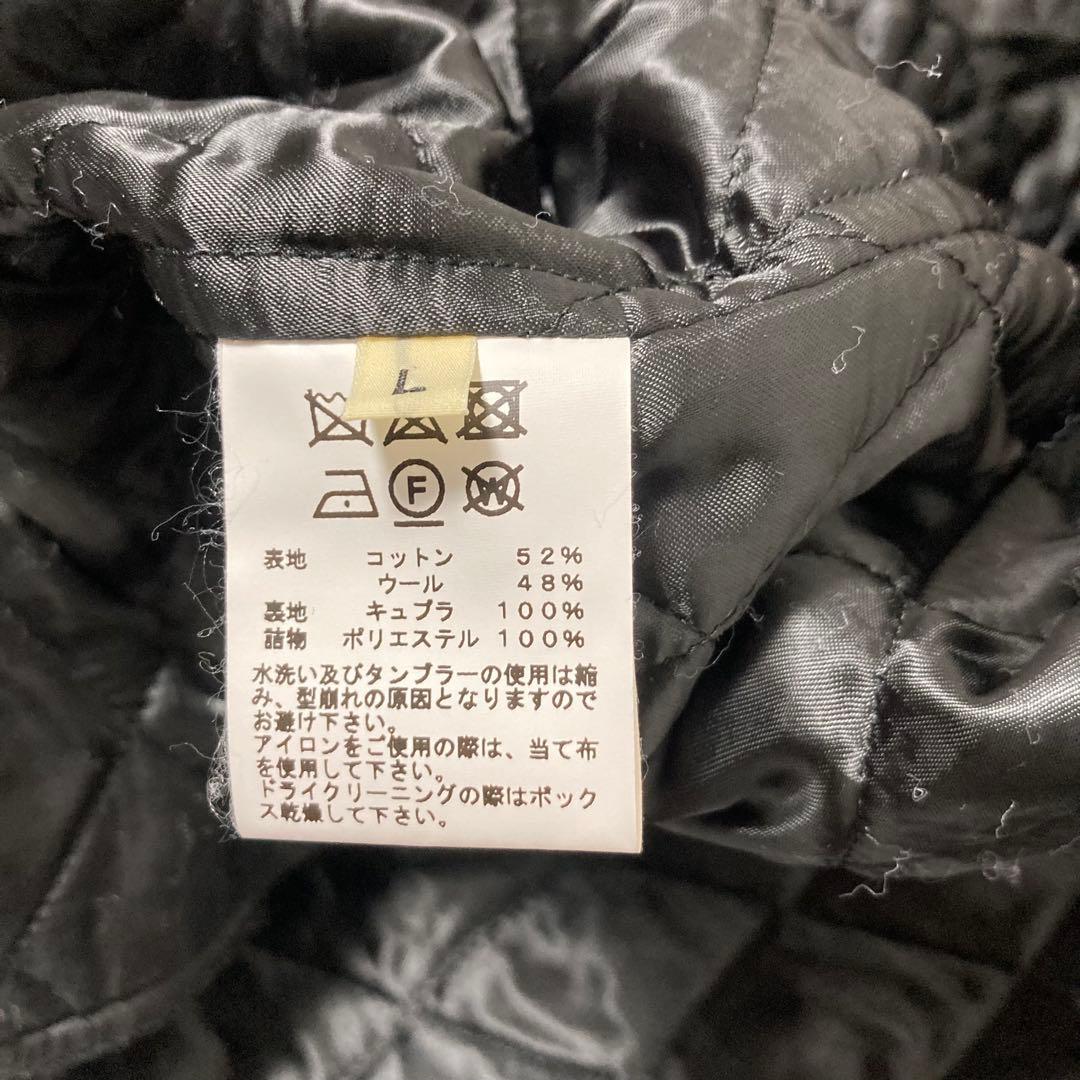 L
F
W
表地 コットン 52%
ウール 48%
裏地 キュプラ 100%
詰物 ポリエステル 100%
水洗い及びタンブラーの使用は縮
み、型崩れの原因となりますので
お避け下さい。
アイロンをご使用の際は、当て布
を使用して下さい。
ドライクリーニングの際はボック
ス乾燥して下さい。